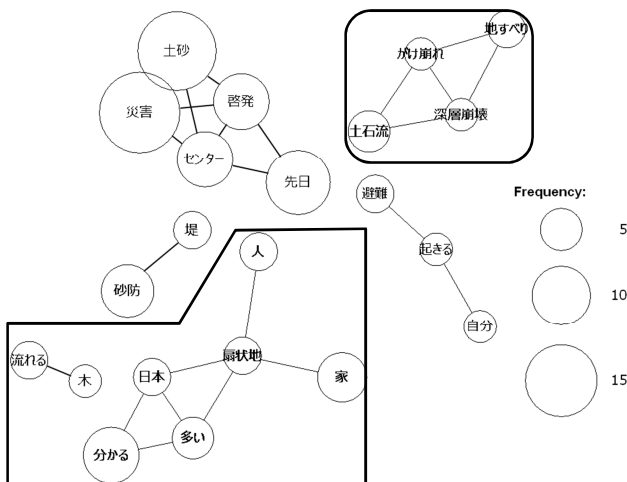 土砂
災害
啓発
センター
先日
地すべり
がけ崩れ
深層崩壊
土石流
避難
起きる
自分
Frequency:
5
10
15
堤
砂防
人
流れる
木
日本
扇状地
家
多い
分かる